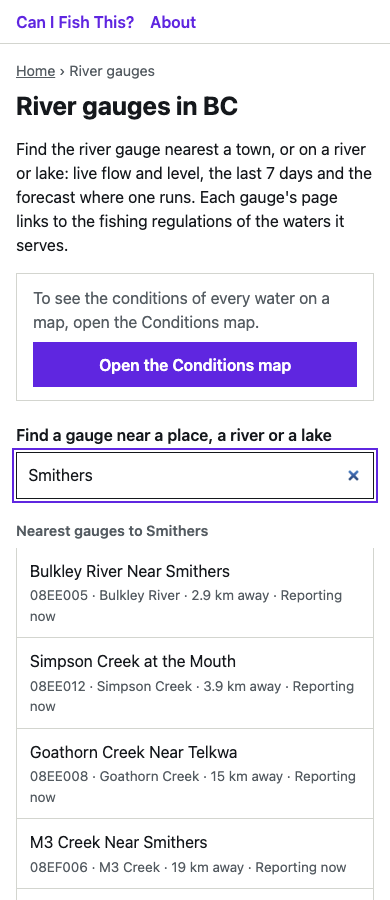 Can I Fish This? About
Home › River gauges
River gauges in BC
Find the river gauge nearest a town, or on a river
or lake: live flow and level, the last 7 days and the
forecast where one runs. Each gauge's page
links to the fishing regulations of the waters it
serves.
To see the conditions of every water on a
map, open the Conditions map.
Open the Conditions map
Find a gauge near a place, a river or a lake
Smithers
Nearest gauges to Smithers
Bulkley River Near Smithers
08EE005 · Bulkley River · 2.9 km away · Reporting
now
Simpson Creek at the Mouth
08EE012 · Simpson Creek · 3.9 km away · Reporting
now
Goathorn Creek Near Telkwa
08EE008 · Goathorn Creek · 15 km away · Reporting
now
M3 Creek Near Smithers
08EF006 · M3 Creek · 19 km away · Reporting now